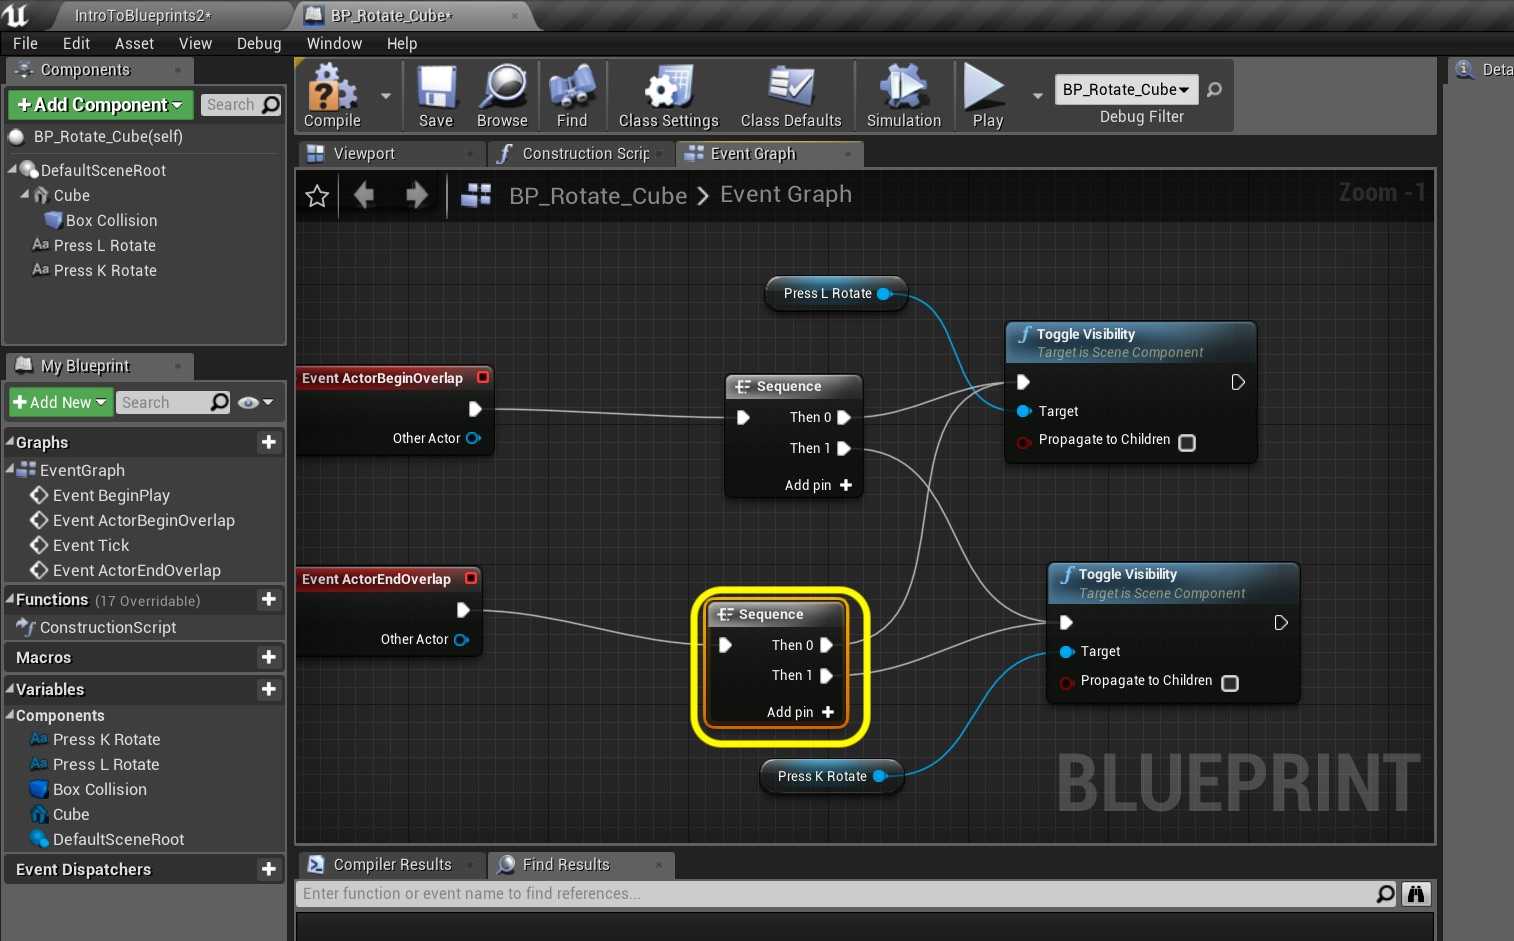 IntroToBlueprints2*
BP_Rotate_Cube*
File Edit Asset View Debug Window Help
Components
+Add Component
Search
BP_Rotate_Cube(self)
DefaultSceneRoot
Cube
Box Collision
Aa Press L Rotate
Aa Press K Rotate
My Blueprint
+Add New
Search
Graphs
EventGraph
Event BeginPlay
Event ActorBeginOverlap
Event Tick
Event ActorEndOverlap
Functions (17 Overridable)
ConstructionScript
Macros
Variables
Components
Aa Press K Rotate
Aa Press L Rotate
Box Collision
Cube
DefaultSceneRoot
Event Dispatchers
Compile
Save
Browse
Find
Class Settings
Class Defaults
Simulation
Play
BP_Rotate_Cube
Debug Filter
Deta
Viewport
Construction Scrip
Event Graph
BP_Rotate_Cube > Event Graph
Zoom -1
Press L Rotate
Event ActorBeginOverlap
Other Actor
Sequence
Then 0
Then 1
Add pin +
f Toggle Visibility
Target is Scene Component
Target
Propagate to Children
Event ActorEndOverlap
Other Actor
Sequence
Then 0
Then 1
Add pin +
f Toggle Visibility
Target is Scene Component
Target
Propagate to Children
Press K Rotate
BLUEPRINT
Compiler Results
Find Results
Enter function or event name to find references...